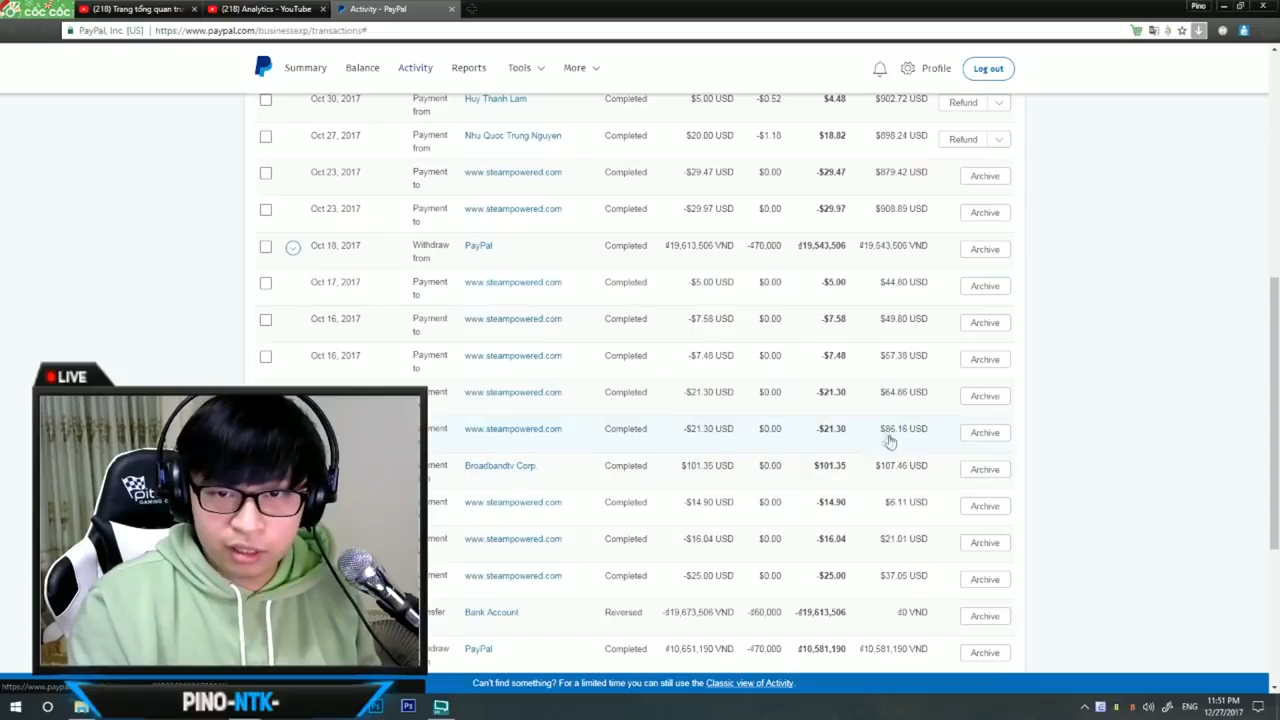 CỐC CỐC
(218) Trang tổng quan tru
(218) Analytics - YouTube
Activity - PayPal
Pino
PayPal, Inc. [US]
https://www.paypal.com/businessexp/transactions#
Summary
Balance
Activity
Reports
Tools
More
Profile
Log out
Oct 30, 2017 Payment from Huy Thanh Lam Completed $5.00 USD -$0.52 $4.48 $902.72 USD Refund
Oct 27, 2017 Payment from Nhu Quoc Trung Nguyen Completed $20.00 USD -$1.18 $18.82 $898.24 USD Refund
Oct 23, 2017 Payment to www.steampowered.com Completed -$29.47 USD $0.00 -$29.47 $879.42 USD Archive
Oct 23, 2017 Payment to www.steampowered.com Completed -$29.97 USD $0.00 -$29.97 $908.89 USD Archive
Oct 18, 2017 Withdraw from PayPal Completed ₫19,613,506 VND -₫70,000 ₫19,543,506 ₫19,543,506 VND Archive
Oct 17, 2017 Payment to www.steampowered.com Completed -$5.00 USD $0.00 -$5.00 $44.80 USD Archive
Oct 16, 2017 Payment to www.steampowered.com Completed -$7.58 USD $0.00 -$7.58 $49.80 USD Archive
Oct 16, 2017 Payment to www.steampowered.com Completed -$7.48 USD $0.00 -$7.48 $57.38 USD Archive
ment www.steampowered.com Completed -$21.30 USD $0.00 -$21.30 $64.86 USD Archive
ment www.steampowered.com Completed -$21.30 USD $0.00 -$21.30 $86.16 USD Archive
ment Broadbandtv Corp. Completed $101.35 USD $0.00 $101.35 $107.46 USD Archive
ment www.steampowered.com Completed -$14.90 USD $0.00 -$14.90 $6.11 USD Archive
ment www.steampowered.com Completed -$16.04 USD $0.00 -$16.04 $21.01 USD Archive
ment www.steampowered.com Completed -$25.00 USD $0.00 -$25.00 $37.05 USD Archive
nsfer Bank Account Reversed -₫19,673,506 VND -₫60,000 -₫19,613,506 ₫0 VND Archive
hdraw PayPal Completed ₫10,651,190 VND -₫70,000 ₫10,581,190 ₫10,581,190 VND Archive
LIVE
Can't find something? For a limited time you can still use the Classic view of Activity.
https://www.paypa
PINO-NTK-
Ps
ENG
11:51 PM
12/27/2017